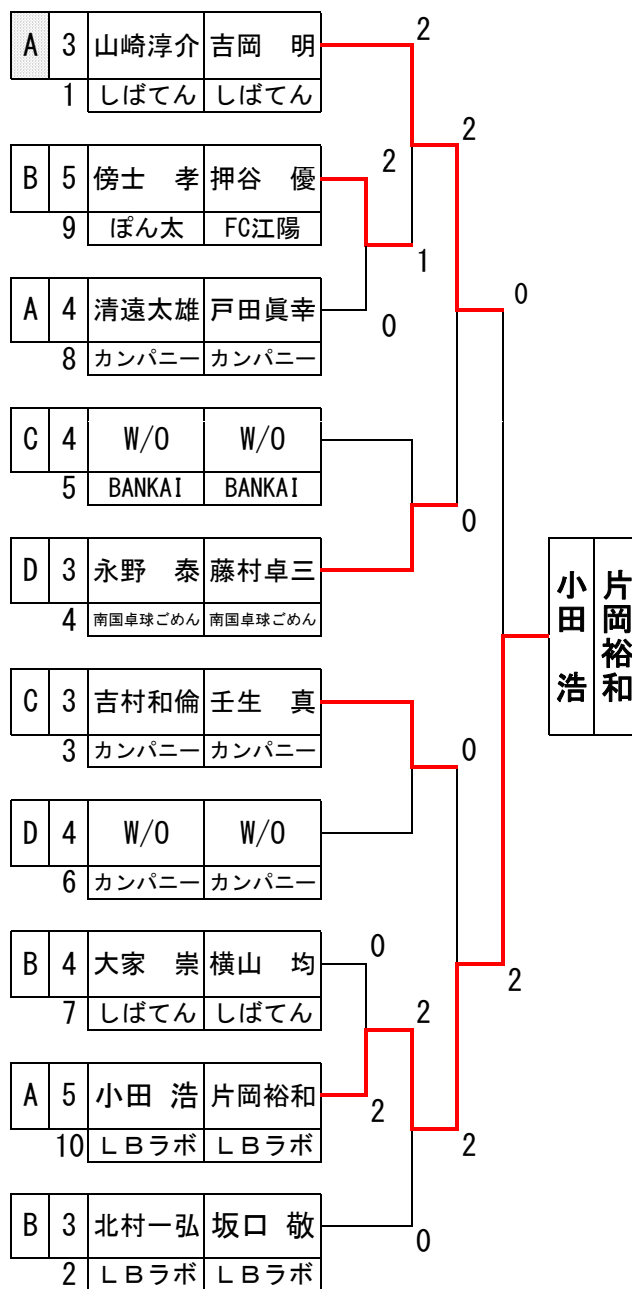 A 3 山崎淳介 吉岡　明 2
1 しばてん しばてん
2
B 5 傍士　孝 押谷　優 2
9 ぽん太 FC江陽
1
A 4 清遠太雄 戸田眞幸 0
0
8 カンパニー カンパニー
C 4 W/O W/O
5 BANKAI BANKAI
0
D 3 永野　泰 藤村卓三
4 南国卓球ごめん 南国卓球ごめん
小田　浩 片岡裕和
C 3 吉村和倫 壬生　真
3 カンパニー カンパニー 0
D 4 W/O W/O
6 カンパニー カンパニー
B 4 大家　崇 横山　均 0
2
7 しばてん しばてん 2
A 5 小田 浩 片岡裕和 2
10 ＬＢラボ ＬＢラボ 2
B 3 北村一弘 坂口 敬 0
2 ＬＢラボ ＬＢラボ